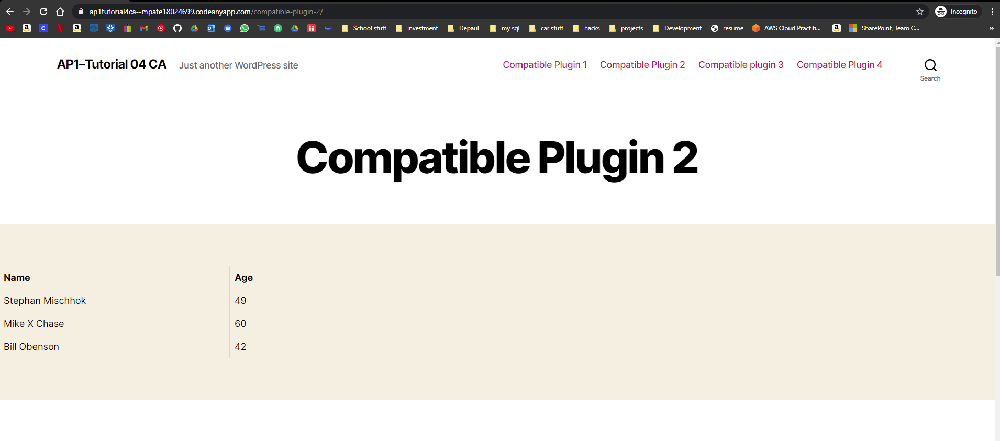 ap1tutorial4ca--mpate18024699.codeanyapp.com/compatible-plugin-2/
Incognito
School stuff investment Depaul my sql car stuff hacks projects Development resume AWS Cloud Practiti... SharePoint, Team C... »
AP1–Tutorial 04 CA Just another WordPress site Compatible Plugin 1 Compatible Plugin 2 Compatible plugin 3 Compatible Plugin 4
Search
Compatible Plugin 2
Name Age
Stephan Mischhok 49
Mike X Chase 60
Bill Obenson 42